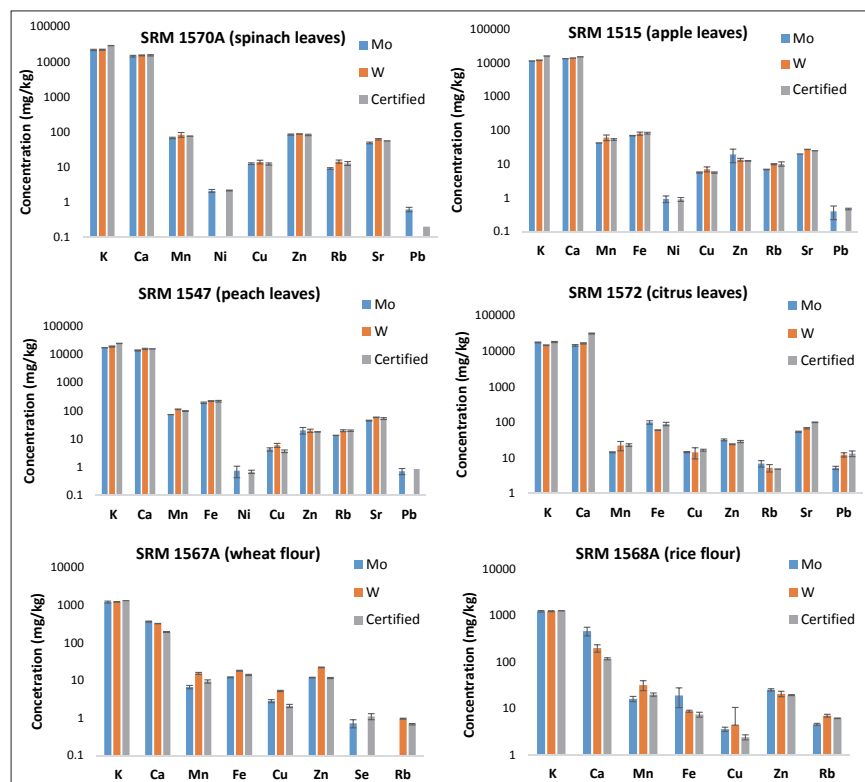 SRM 1570A (spinach leaves)
Mo
W
Certified
Concentration (mg/kg)
100000
10000
1000
100
10
1
0.1
K Ca Mn Ni Cu Zn Rb Sr Pb
SRM 1515 (apple leaves)
Mo
W
Certified
Concentration (mg/kg)
100000
10000
1000
100
10
1
0.1
K Ca Mn Fe Ni Cu Zn Rb Sr Pb
SRM 1547 (peach leaves)
Mo
W
Certified
Concentration (mg/kg)
100000
10000
1000
100
10
1
0.1
K Ca Mn Fe Ni Cu Zn Rb Sr Pb
SRM 1572 (citrus leaves)
Mo
W
Certified
Concentration (mg/kg)
100000
10000
1000
100
10
1
K Ca Mn Fe Cu Zn Rb Sr Pb
SRM 1567A (wheat flour)
Mo
W
Certified
Concetration (mg/kg)
10000
1000
100
10
1
0.1
K Ca Mn Fe Cu Zn Se Rb
SRM 1568A (rice flour)
Mo
W
Certified
Concentration (mg/kg)
10000
1000
100
10
1
K Ca Mn Fe Cu Zn Rb